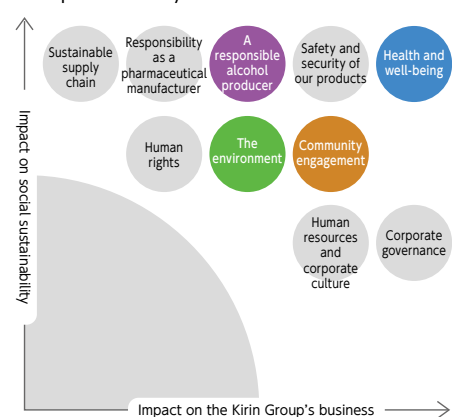 Sustainable
supply
chain
Responsibility
as a
pharmaceutical
manufacturer
A
responsible
alcohol
producer
Safety and
security of
our products
Health and
well-being
Human
rights
The
environment
Community
engagement
Human
resources
and
corporate
culture
Corporate
governance
Impact on social sustainability
Impact on the Kirin Group's business